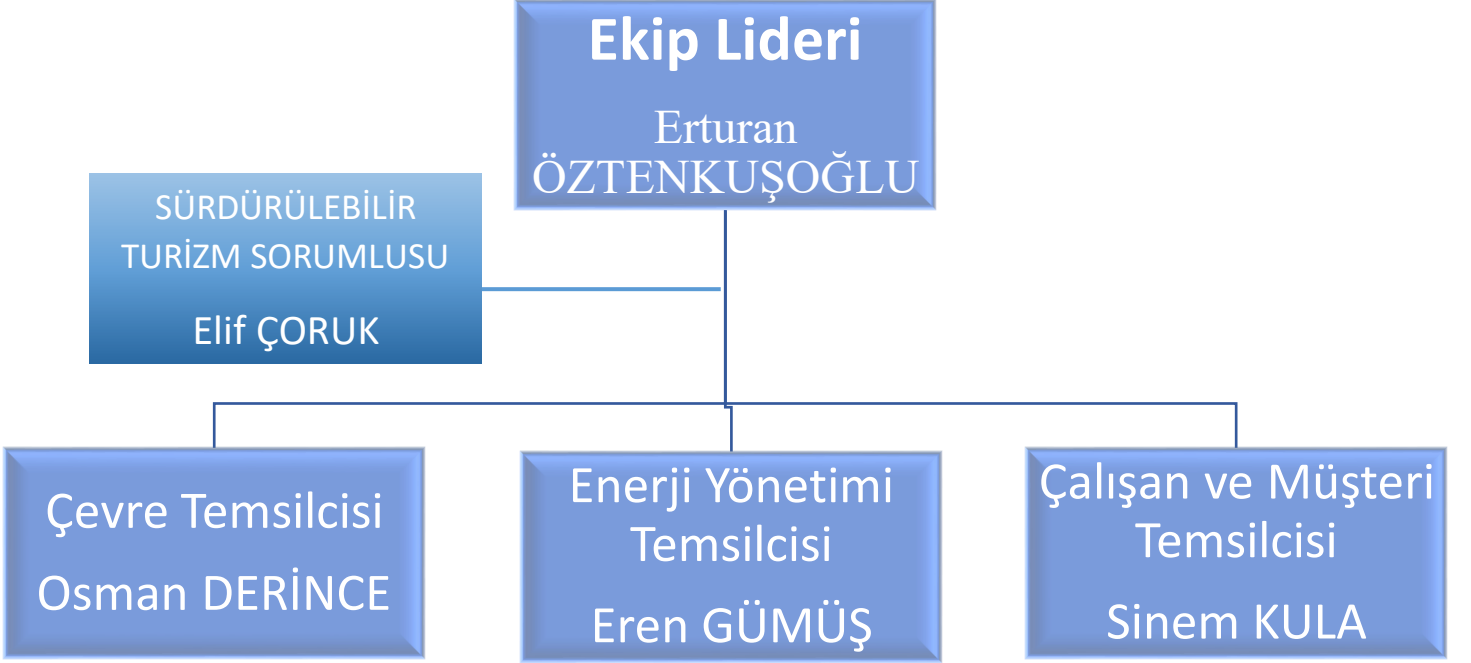 Ekip Lideri
Erturan
ÖZTENKUŞOĞLU
SÜRDÜRÜLEBİLİR
TURİZM SORUMLUSU
Elif ÇORUK
Çevre Temsilcisi
Osman DERİNCE
Enerji Yönetimi
Temsilcisi
Eren GÜMÜŞ
Çalışan ve Müşteri
Temsilcisi
Sinem KULA